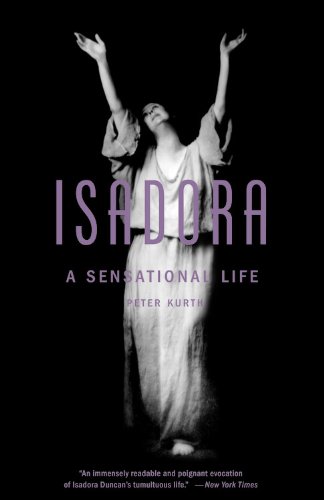 ISADORA
A SENSATIONAL LIFE
PETER KURTH
"An immensely readable and poignant evocation
of Isadora Duncan's tumultuous life." —New York Times